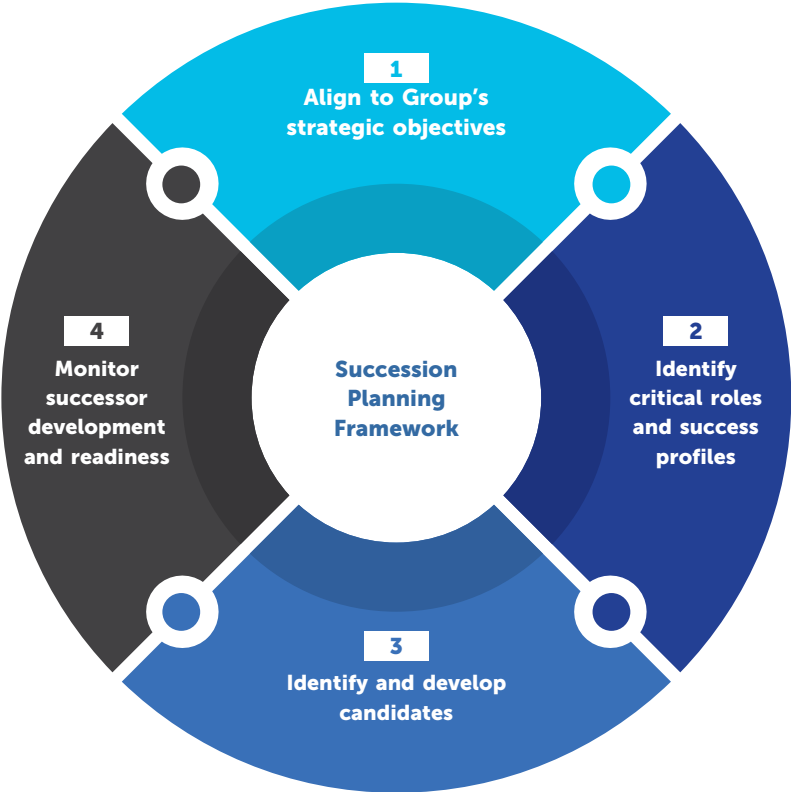 1
Align to Group's
strategic objectives
2
Identify
critical roles
and success
profiles
3
Identify and develop
candidates
4
Monitor
successor
development
and readiness
Succession
Planning
Framework